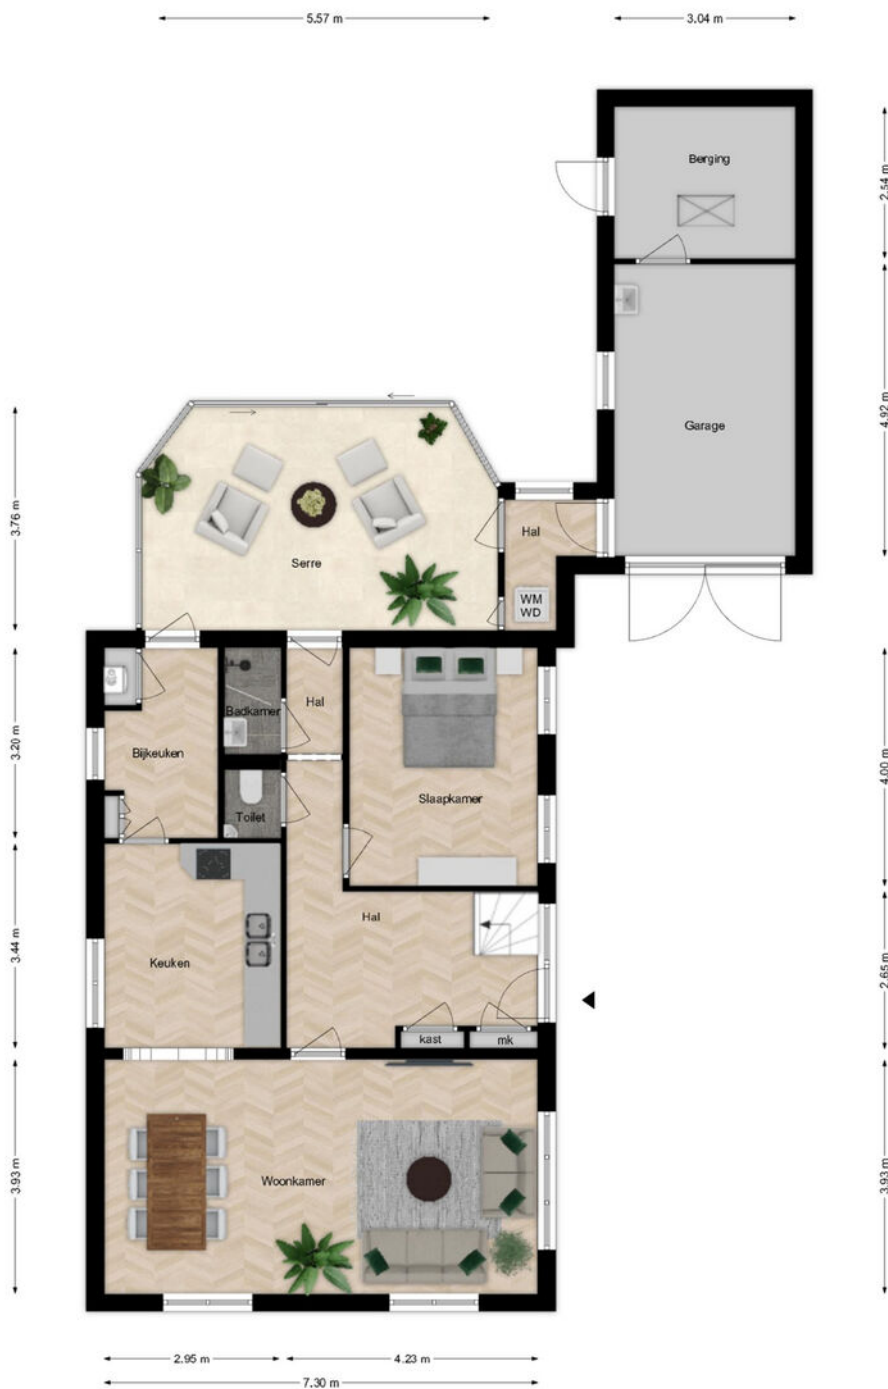 5.57 m
3.04 m
Berging
2.54 m
4.92 m
Garage
3.76 m
Hal
Serre
WM
WD
Hal
Badkamer
Bijkeuken
3.20 m
Slaapkamer
4.00 m
Toilet
Hal
Keuken
3.44 m
2.65 m
kast
mk
3.93 m
Woonkamer
3.93 m
2.95 m
4.23 m
7.30 m